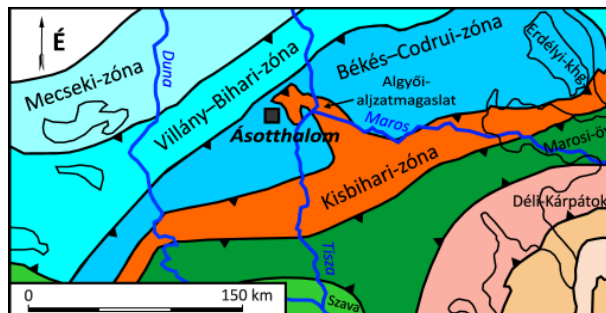 É
Mecseki-zóna
Duna
Villány–Bihari-zóna
Békés–Codrui-zóna
Erdélyi-khg.
Algyői-
aljzatmagaslat
Ásotthalom
Maros
Kisbihari-zóna
Marosi-öv
Déli-Kárpátok
Tisza
Szava
0
150 km